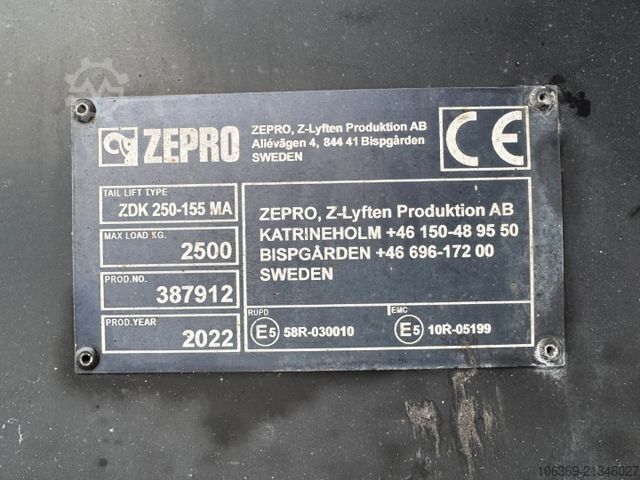 ZEPRO
ZEPRO, Z-Lyften Produktion AB
Allévägen 4, 844 41 Bispgården
SWEDEN
CE
TAIL LIFT TYPE
ZDK 250-155 MA
MAX LOAD KG.
2500
PROD.NO.
387912
PROD.YEAR
2022
ZEPRO, Z-Lyften Produktion AB
KATRINEHOLM +46 150-48 95 50
BISPGÅRDEN +46 696-172 00
SWEDEN
RUPD
E5 58R-030010
EMC
E5 10R-05199
106369-21346027